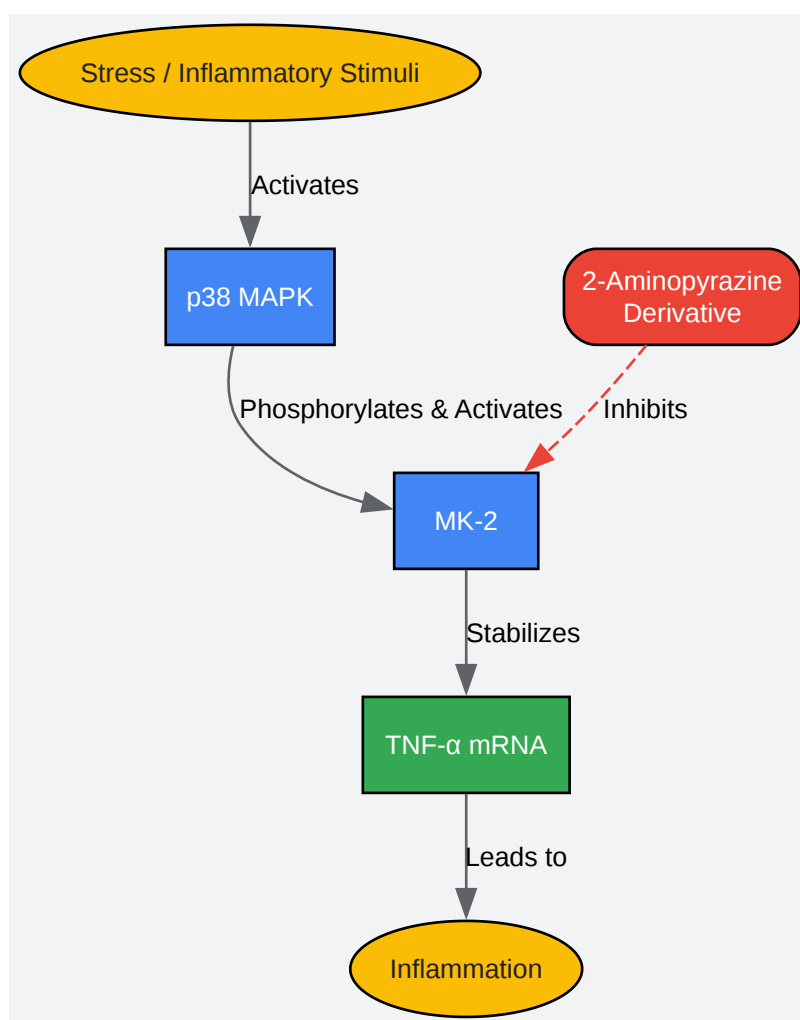 Stress / Inflammatory Stimuli
Activates
p38 MAPK
2-Aminopyrazine
Derivative
Phosphorylates & Activates
Inhibits
MK-2
Stabilizes
TNF-α mRNA
Leads to
Inflammation